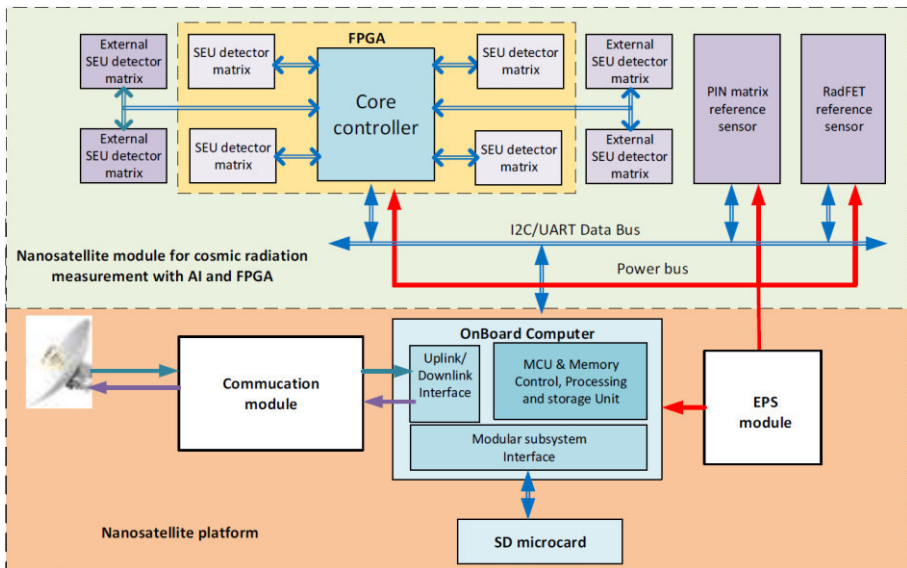 FPGA
External
SEU detector
matrix
SEU detector
matrix
Core
controller
SEU detector
matrix
External
SEU detector
matrix
PIN matrix
reference
sensor
RadFET
reference
sensor
External
SEU detector
matrix
SEU detector
matrix
SEU detector
matrix
External
SEU detector
matrix
I2C/UART Data Bus
Nanosatellite module for cosmic radiation
measurement with AI and FPGA
Power bus
OnBoard Computer
Commucation
module
Uplink/
Downlink
Interface
MCU & Memory
Control, Processing
and storage Unit
EPS
module
Modular subsystem
Interface
Nanosatellite platform
SD microcard